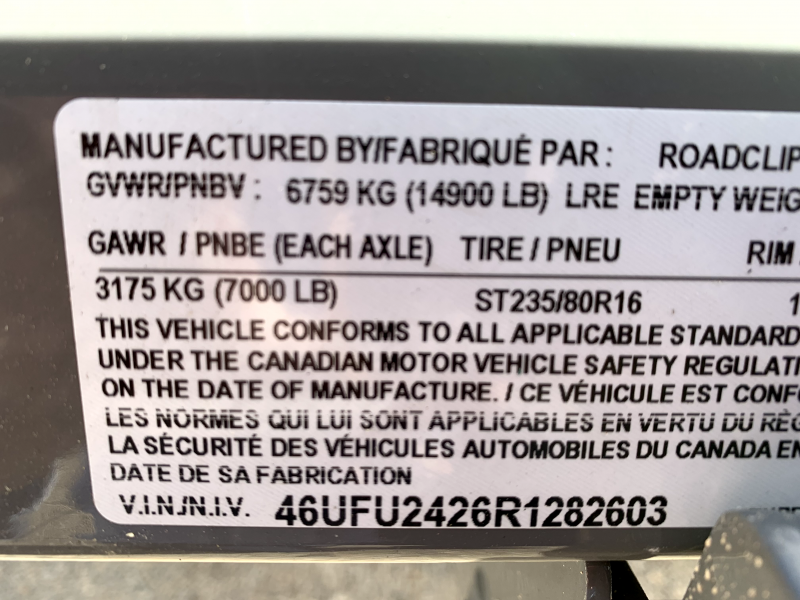 MANUFACTURED BY/FABRIQUÉ PAR : ROADCLIP
GVWR/PNBV : 6759 KG (14900 LB) LRE EMPTY WEIG
GAWR / PNBE (EACH AXLE) TIRE / PNEU RIM
3175 KG (7000 LB) ST235/80R16 1
THIS VEHICLE CONFORMS TO ALL APPLICABLE STANDARD
UNDER THE CANADIAN MOTOR VEHICLE SAFETY REGULATI
ON THE DATE OF MANUFACTURE. / CE VÉHICULE EST CONF
LES NORMES QUI LUI SONT APPLICABLES EN VERTU DU RÈG
LA SÉCURITÉ DES VÉHICULES AUTOMOBILES DU CANADA EN
DATE DE SA FABRICATION
V.I.N./N.I.V. 46UFU2426R1282603